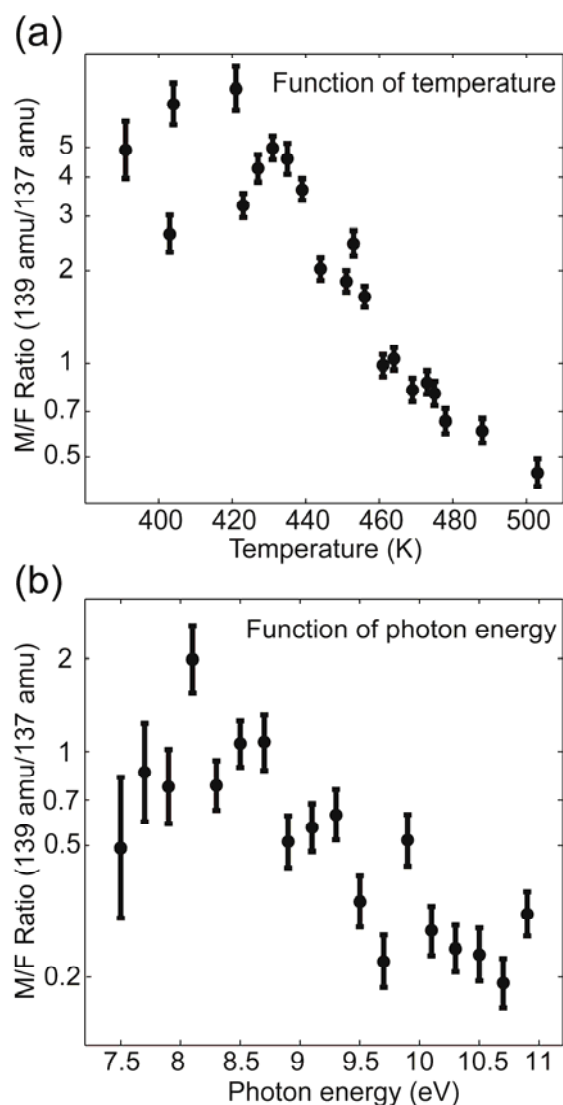 (a)
Function of temperature
M/F Ratio (139 amu/137 amu)
5
4
3
2
1
0.7
0.5
400 420 440 460 480 500
Temperature (K)
(b)
Function of photon energy
M/F Ratio (139 amu/137 amu)
2
1
0.7
0.5
0.2
7.5 8 8.5 9 9.5 10 10.5 11
Photon energy (eV)